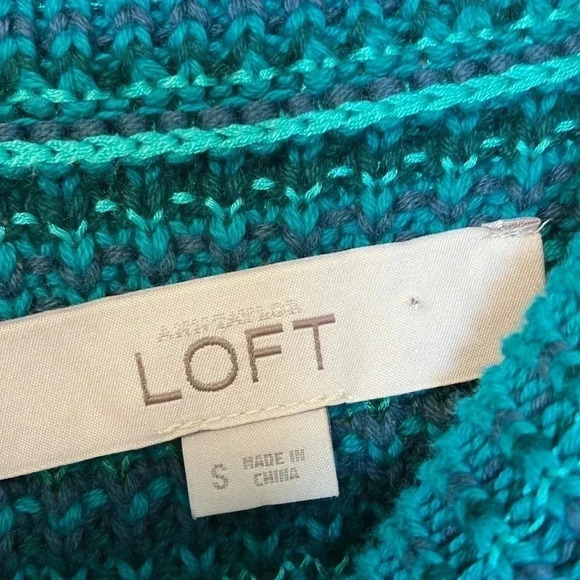 ANN TAYLOR
LOFT
S
MADE IN
CHINA